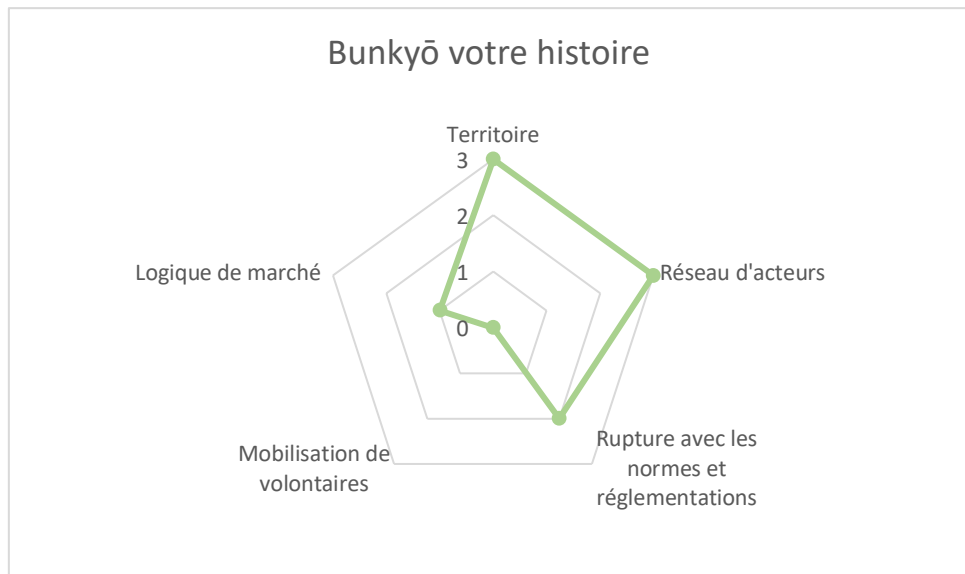 Bunkyō votre histoire
Territoire
3
2
1
0
Réseau d'acteurs
Logique de marché
Rupture avec les
normes et
réglementations
Mobilisation de
volontaires